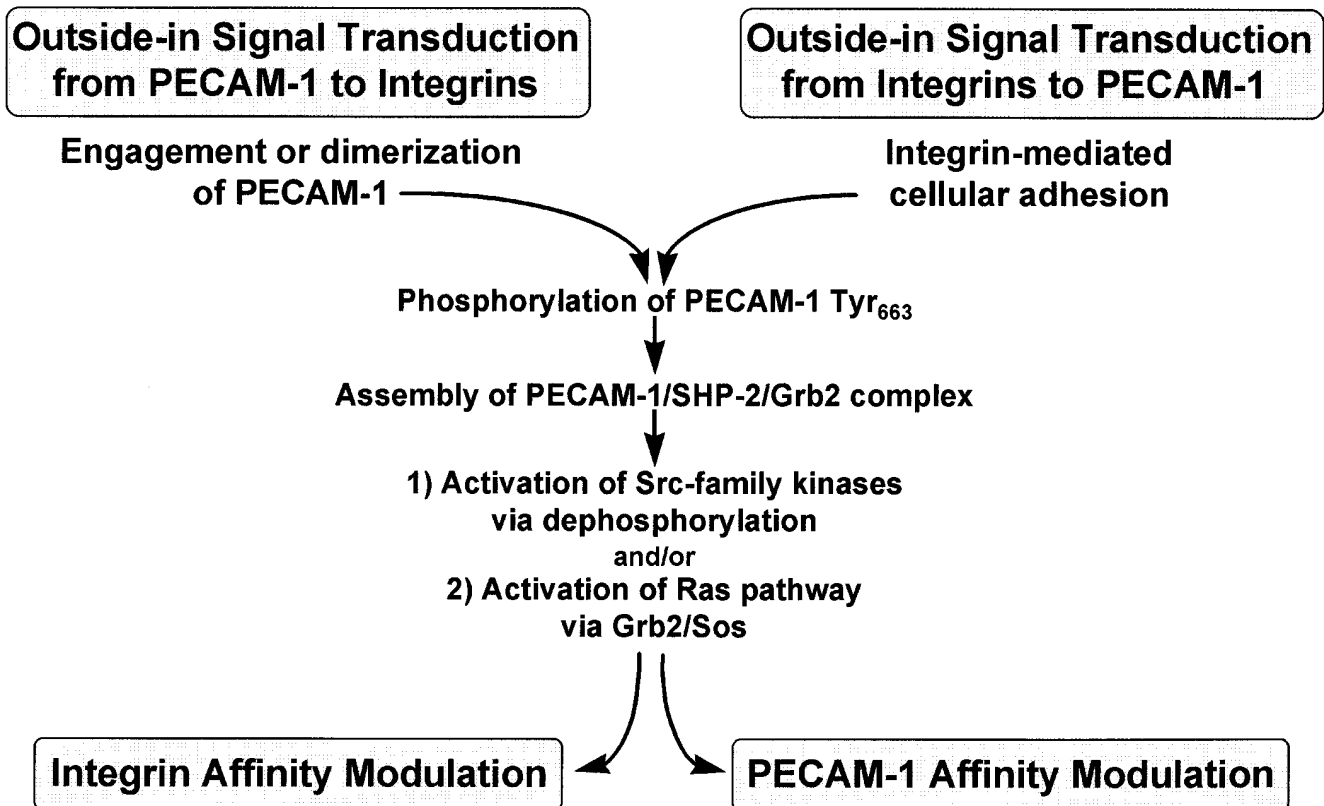 Outside-in Signal Transduction
from PECAM-1 to Integrins
Outside-in Signal Transduction
from Integrins to PECAM-1
Engagement or dimerization
of PECAM-1
Integrin-mediated
cellular adhesion
Phosphorylation of PECAM-1 Tyr663
Assembly of PECAM-1/SHP-2/Grb2 complex
1) Activation of Src-family kinases
via dephosphorylation
and/or
2) Activation of Ras pathway
via Grb2/Sos
Integrin Affinity Modulation
PECAM-1 Affinity Modulation